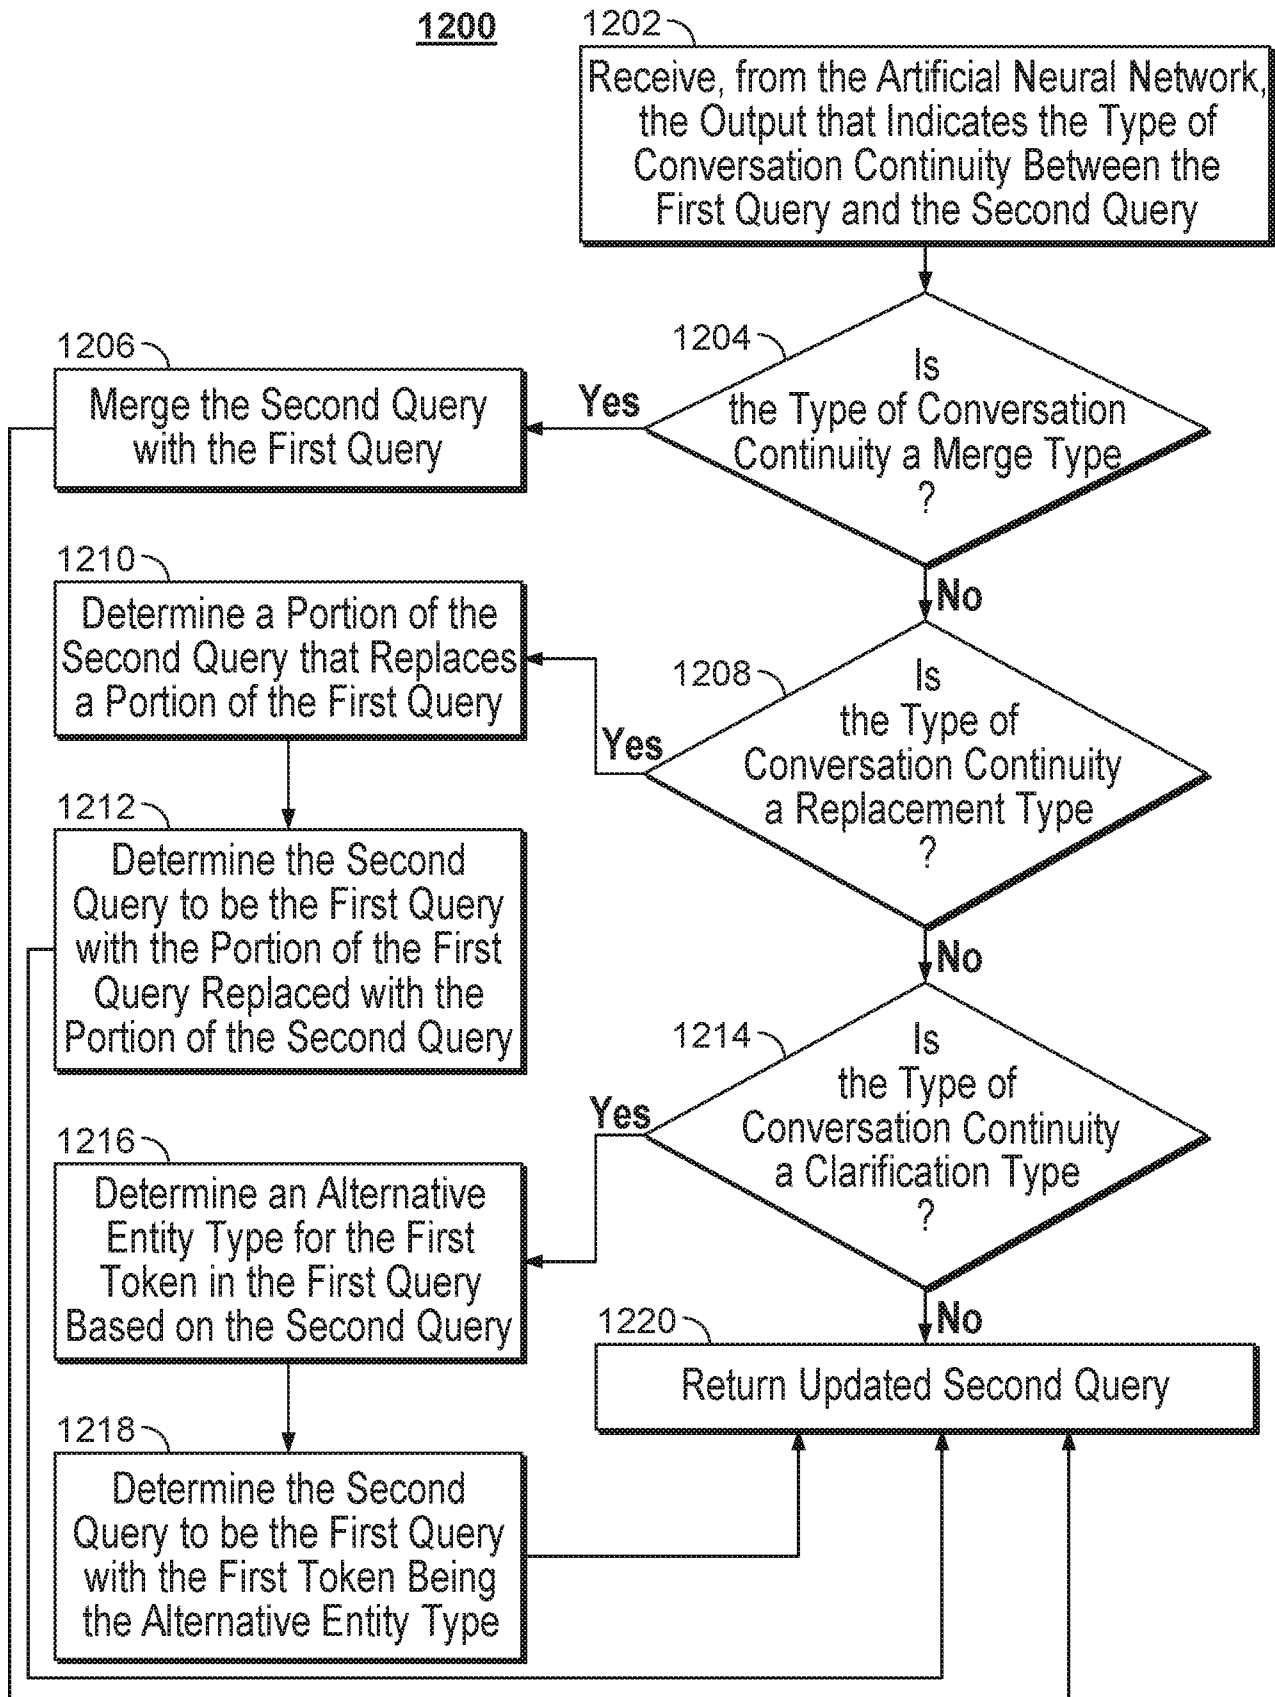 1200
1202
Receive, from the Artificial Neural Network,
the Output that Indicates the Type of
Conversation Continuity Between the
First Query and the Second Query
1204
Is
the Type of Conversation
Continuity a Merge Type
?
Yes
No
1206
Merge the Second Query
with the First Query
1208
Is
the Type of
Conversation Continuity
a Replacement Type
?
Yes
No
1210
Determine a Portion of the
Second Query that Replaces
a Portion of the First Query
1212
Determine the Second
Query to be the First Query
with the Portion of the First
Query Replaced with the
Portion of the Second Query
1214
Is
the Type of
Conversation Continuity
a Clarification Type
?
Yes
No
1216
Determine an Alternative
Entity Type for the First
Token in the First Query
Based on the Second Query
1218
Determine the Second
Query to be the First Query
with the First Token Being
the Alternative Entity Type
1220
Return Updated Second Query